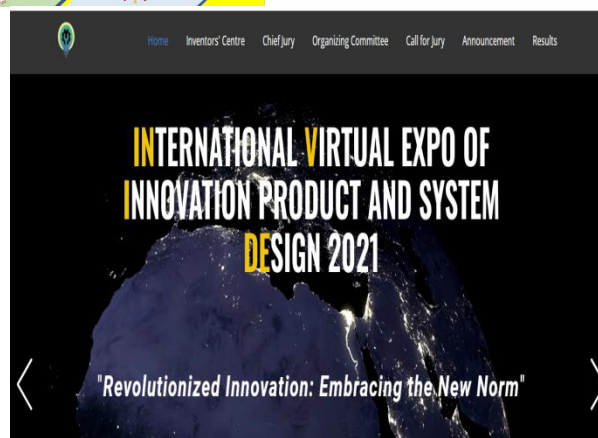 Home Inventors' Centre Chief Jury Organizing Committee Call for Jury Announcement Results
INTERNATIONAL VIRTUAL EXPO OF
INNOVATION PRODUCT AND SYSTEM
DESIGN 2021
"Revolutionized Innovation: Embracing the New Norm"